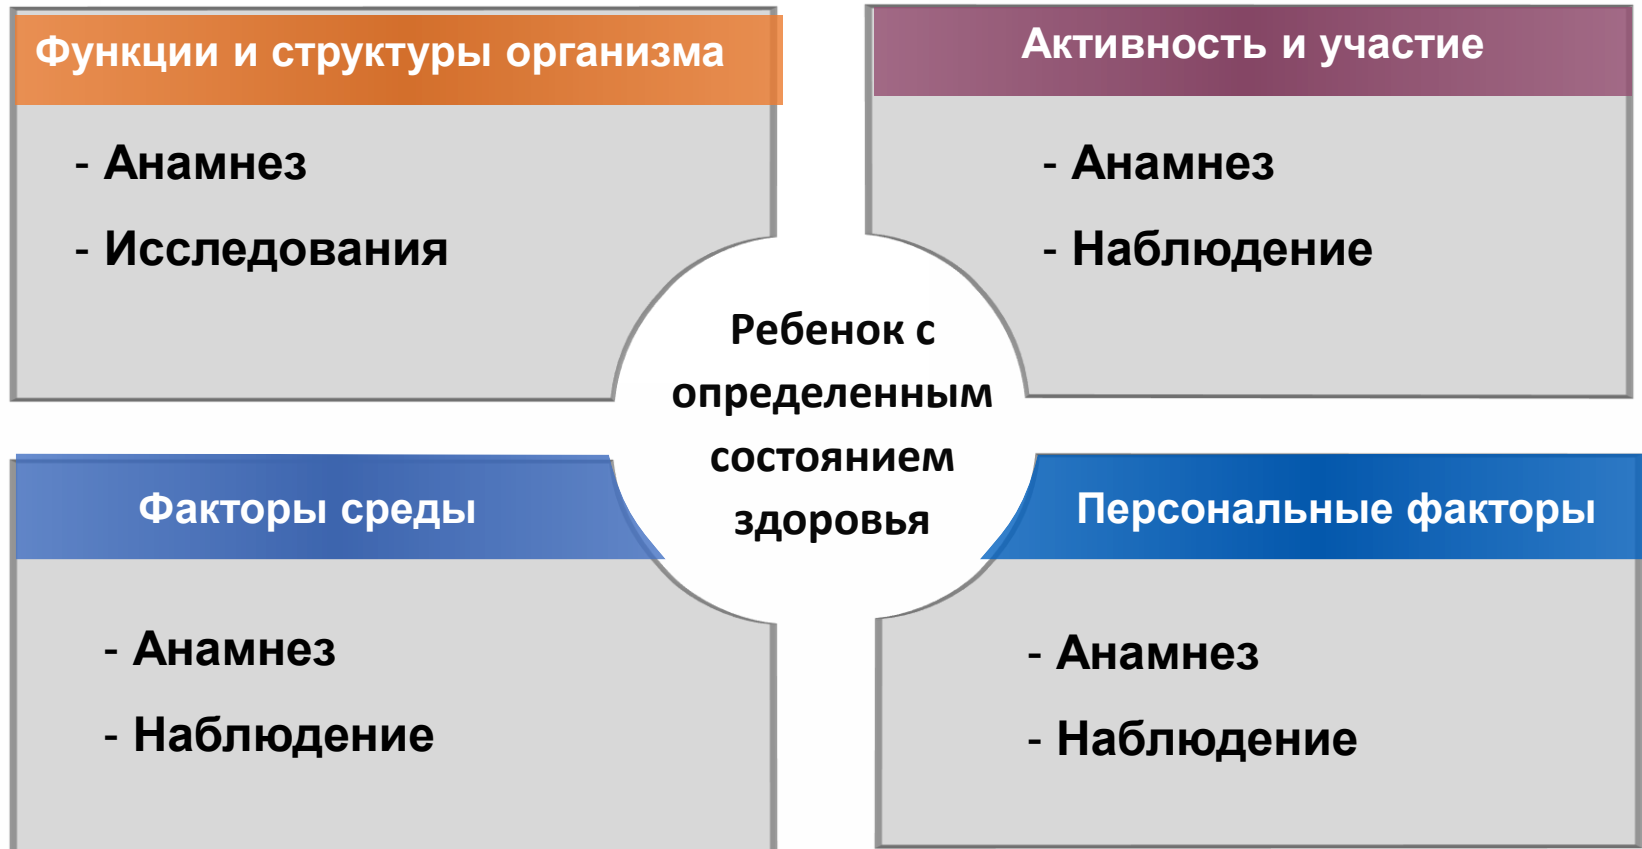 Функции и структуры организма
- Анамнез
- Исследования
Активность и участие
- Анамнез
- Наблюдение
Ребенок с
определенным
состоянием
здоровья
Факторы среды
- Анамнез
- Наблюдение
Персональные факторы
- Анамнез
- Наблюдение